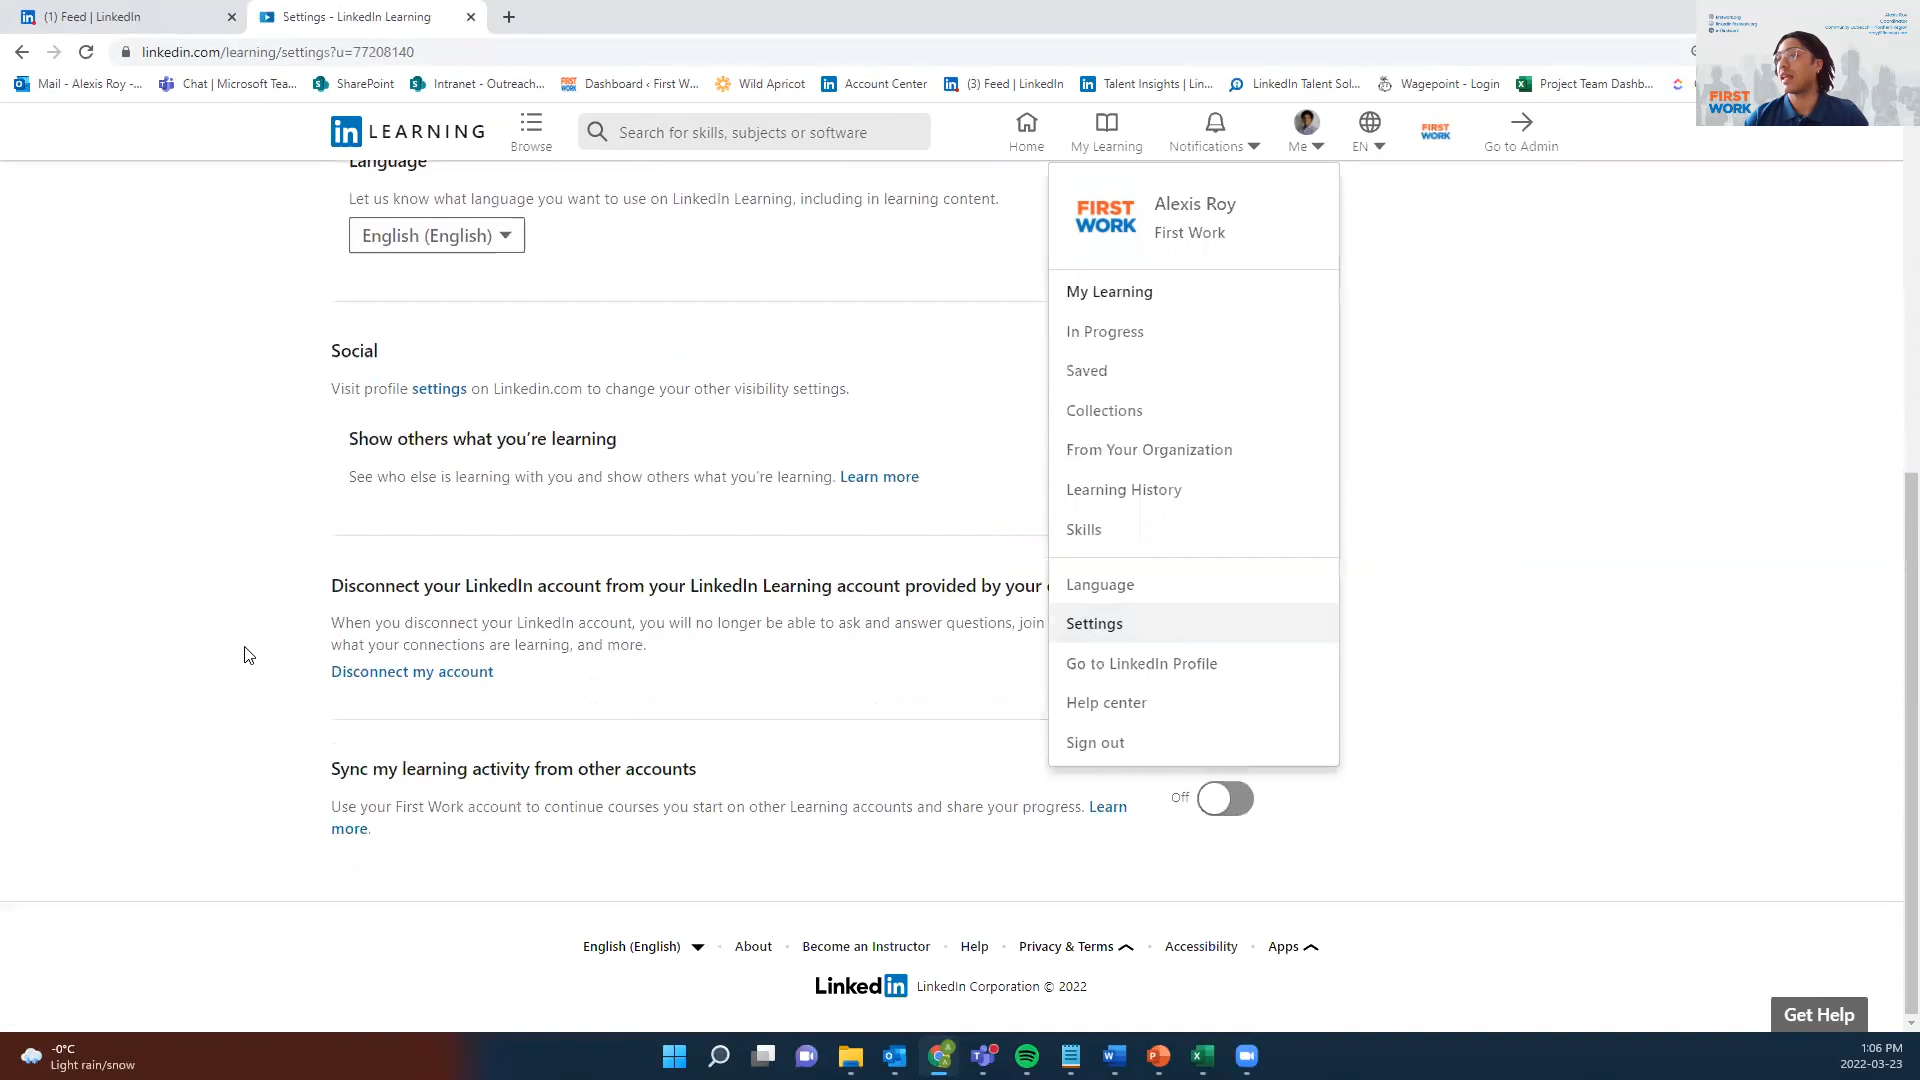 (1) Feed | LinkedIn
Settings - LinkedIn Learning
linkedin.com/learning/settings?u=77208140
Mail - Alexis Roy -...
Chat | Microsoft Tea...
SharePoint
Intranet - Outreach...
Dashboard ‹ First W...
Wild Apricot
Account Center
(3) Feed | LinkedIn
Talent Insights | Lin...
LinkedIn Talent Sol...
Wagepoint - Login
Project Team Dashb...
Alexis Roy
Coordinator
FIRST
WORK
in LEARNING
Browse
Search for skills, subjects or software
Home
My Learning
Notifications
Me
EN
FIRST
WORK
Go to Admin
Language
Let us know what language you want to use on LinkedIn Learning, including in learning content.
English (English)
Social
Visit profile settings on Linkedin.com to change your other visibility settings.
Show others what you're learning
See who else is learning with you and show others what you're learning. Learn more
Disconnect your LinkedIn account from your LinkedIn Learning account provided by your
When you disconnect your LinkedIn account, you will no longer be able to ask and answer questions, join
what your connections are learning, and more.
Disconnect my account
Sync my learning activity from other accounts
Use your First Work account to continue courses you start on other Learning accounts and share your progress. Learn
more.
Off
FIRST
WORK
Alexis Roy
First Work
My Learning
In Progress
Saved
Collections
From Your Organization
Learning History
Skills
Language
Settings
Go to LinkedIn Profile
Help center
Sign out
English (English)
About
Become an Instructor
Help
Privacy & Terms
Accessibility
Apps
Linkedin LinkedIn Corporation © 2022
Get Help
-0°C
Light rain/snow
1:06 PM
2022-03-23